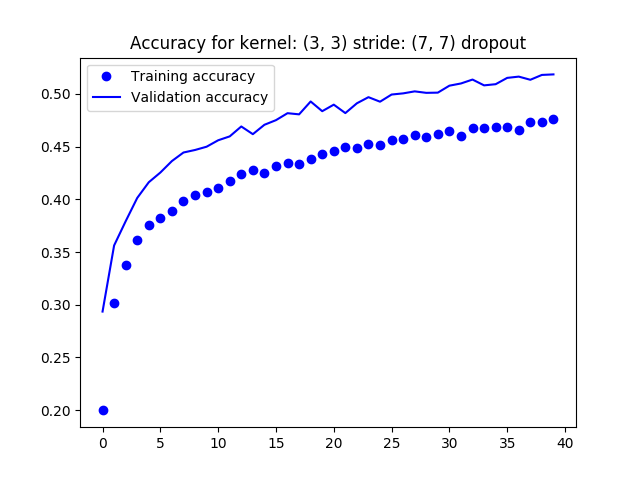 Accuracy for kernel: (3, 3) stride: (7, 7) dropout
Training accuracy
Validation accuracy
0.50
0.45
0.40
0.35
0.30
0.25
0.20
0 5 10 15 20 25 30 35 40